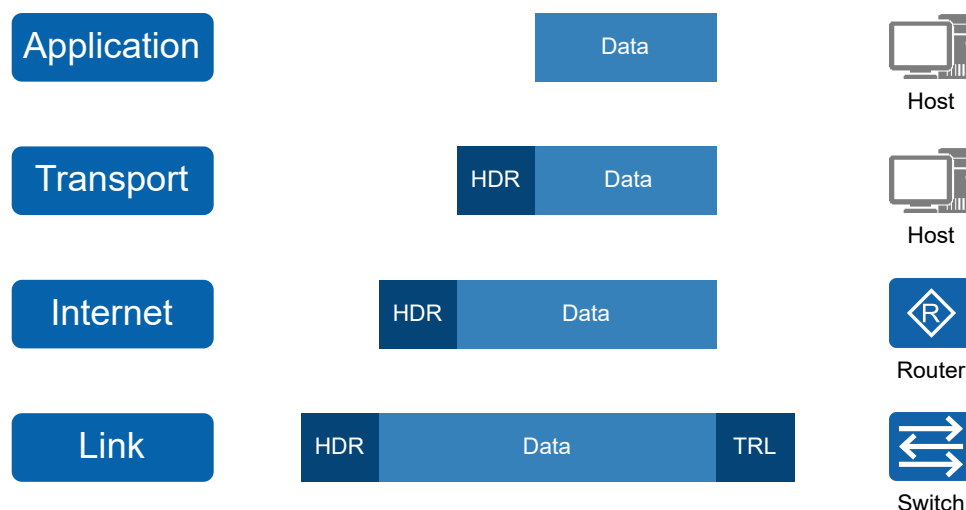 Application
Data
Host
Transport
HDR
Data
Host
Internet
HDR
Data
R
Router
Link
HDR
Data
TRL
Switch